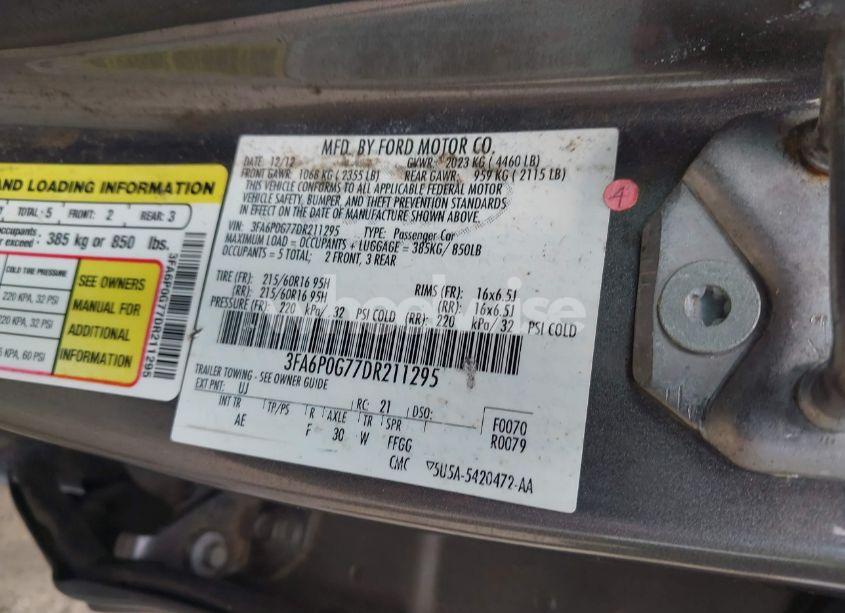 MFD. BY FORD MOTOR CO.
DATE: 12/12 GVWR: 2023 KG ( 4460 LB)
FRONT GAWR: 1068 KG ( 2355 LB) REAR GAWR: 959 KG ( 2115 LB)
THIS VEHICLE CONFORMS TO ALL APPLICABLE FEDERAL MOTOR
VEHICLE SAFETY, BUMPER, AND THEFT PREVENTION STANDARDS
IN EFFECT ON THE DATE OF MANUFACTURE SHOWN ABOVE.
VIN: 3FA6P0G77DR211295 TYPE: Passenger Car
MAXIMUM LOAD = OCCUPANTS + LUGGAGE = 385KG/ 850LB
OCCUPANTS = 5 TOTAL; 2 FRONT, 3 REAR
TIRE (FR): 215/60R16 95H RIMS (FR): 16x6.5J
(RR): 215/60R16 95H (RR): 16x6.5J
PRESSURE (FR): 220 kPa/ 32 PSI COLD (RR): 220 kPa/ 32 PSI COLD
3FA6P0G77DR211295
TRAILER TOWING - SEE OWNER GUIDE
EXT PNT: UJ RC: 21 DSO:
INT TR TP/PS R AXLE TR SPR F0070
AE F 30 W FFGG R0079
CMC 5U5A-5420472-AA
AND LOADING INFORMATION
TOTAL: 5 FRONT: 2 REAR: 3
occupants
exceed: 385 kg or 850 lbs.
COLD TIRE PRESSURE
220 KPA, 32 PSI
220 KPA, 32 PSI
KPA, 60 PSI
SEE OWNERS
MANUAL FOR
ADDITIONAL
INFORMATION
3FA6P0G77DR211295
4
wheelwise